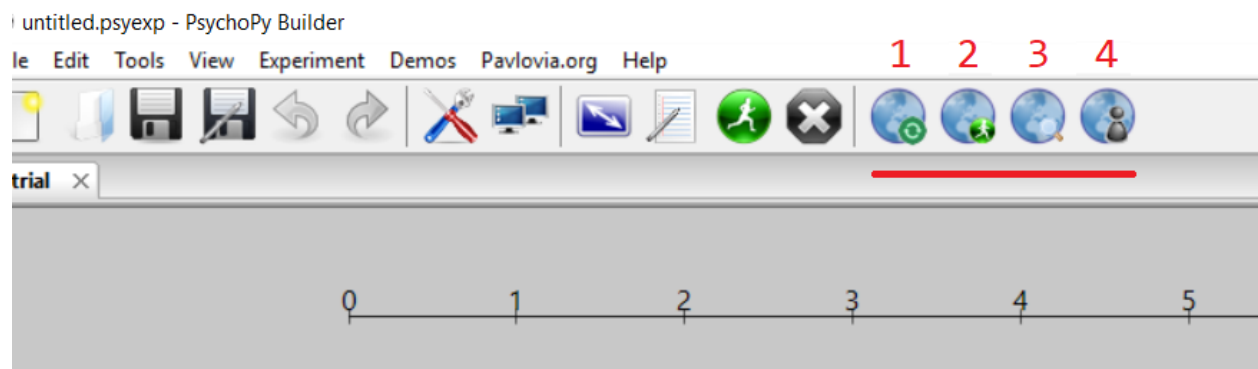 untitled.psyexp - PsychoPy Builder
le Edit Tools View Experiment Demos Pavlovia.org Help
1 2 3 4
trial
0 1 2 3 4 5